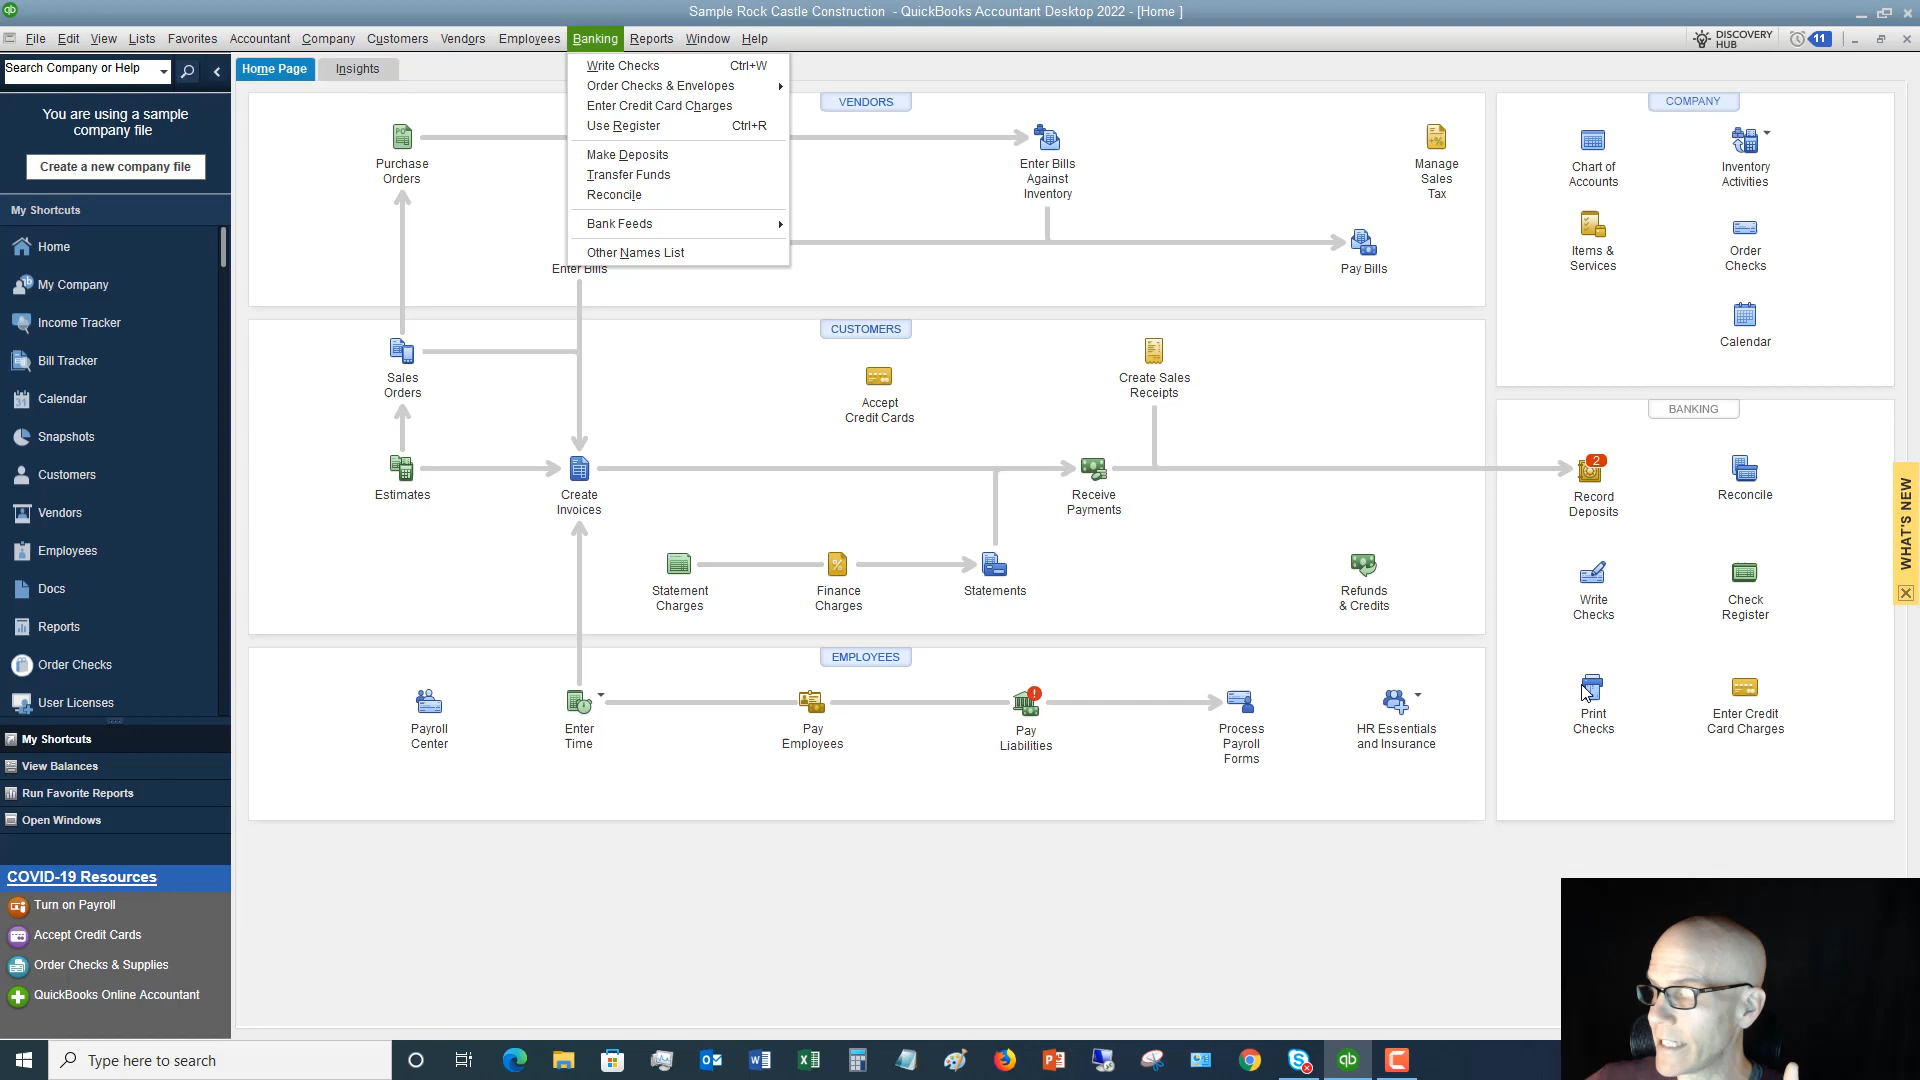 Sample Rock Castle Construction - QuickBooks Accountant Desktop 2022 - [Home ]
File Edit View Lists Favorites Accountant Company Customers Vendors Employees Banking Reports Window Help
DISCOVERY
HUB
11
Search Company or Help
Home Page
Insights
You are using a sample
company file
Create a new company file
My Shortcuts
Home
My Company
Income Tracker
Bill Tracker
Calendar
Snapshots
Customers
Vendors
Employees
Docs
Reports
Order Checks
User Licenses
My Shortcuts
View Balances
Run Favorite Reports
Open Windows
COVID-19 Resources
Turn on Payroll
Accept Credit Cards
Order Checks & Supplies
QuickBooks Online Accountant
Write Checks Ctrl+W
Order Checks & Envelopes
Enter Credit Card Charges
Use Register Ctrl+R
Make Deposits
Transfer Funds
Reconcile
Bank Feeds
Other Names List
VENDORS
Purchase
Orders
Enter Bills
Against
Inventory
Manage
Sales
Tax
Enter Bills
Pay Bills
CUSTOMERS
Sales
Orders
Accept
Credit Cards
Create Sales
Receipts
Estimates
Create
Invoices
Receive
Payments
Statement
Charges
Finance
Charges
Statements
Refunds
& Credits
EMPLOYEES
Payroll
Center
Enter
Time
Pay
Employees
Pay
Liabilities
Process
Payroll
Forms
HR Essentials
and Insurance
COMPANY
Chart of
Accounts
Inventory
Activities
Items &
Services
Order
Checks
Calendar
BANKING
2
Record
Deposits
Reconcile
Write
Checks
Check
Register
Print
Checks
Enter Credit
Card Charges
WHAT'S NEW
Type here to search